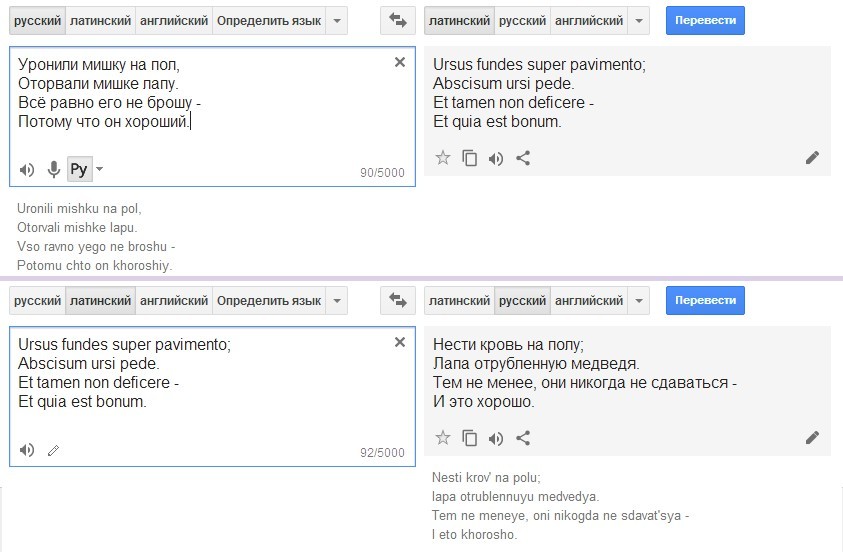 русский латинский английский Определить язык
латинский русский английский Перевести
Уронили мишку на пол,
Оторвали мишке лапу.
Всё равно его не брошу -
Потому что он хороший.
Ру
90/5000
Ursus fundes super pavimento;
Abscisum ursi pede.
Et tamen non deficere -
Et quia est bonum.
Uronili mishku na pol,
Otorvali mishke lapu.
Vso ravno yego ne broshu -
Potomu chto on khoroshiy.
русский латинский английский Определить язык
латинский русский английский Перевести
Ursus fundes super pavimento;
Abscisum ursi pede.
Et tamen non deficere -
Et quia est bonum.
92/5000
Нести кровь на полу;
Лапа отрубленную медведя.
Тем не менее, они никогда не сдаваться -
И это хорошо.
Nesti krov' na polu;
lapa otrublennuyu medvedya.
Tem ne meneye, oni nikogda ne sdavat'sya -
I eto khorosho.